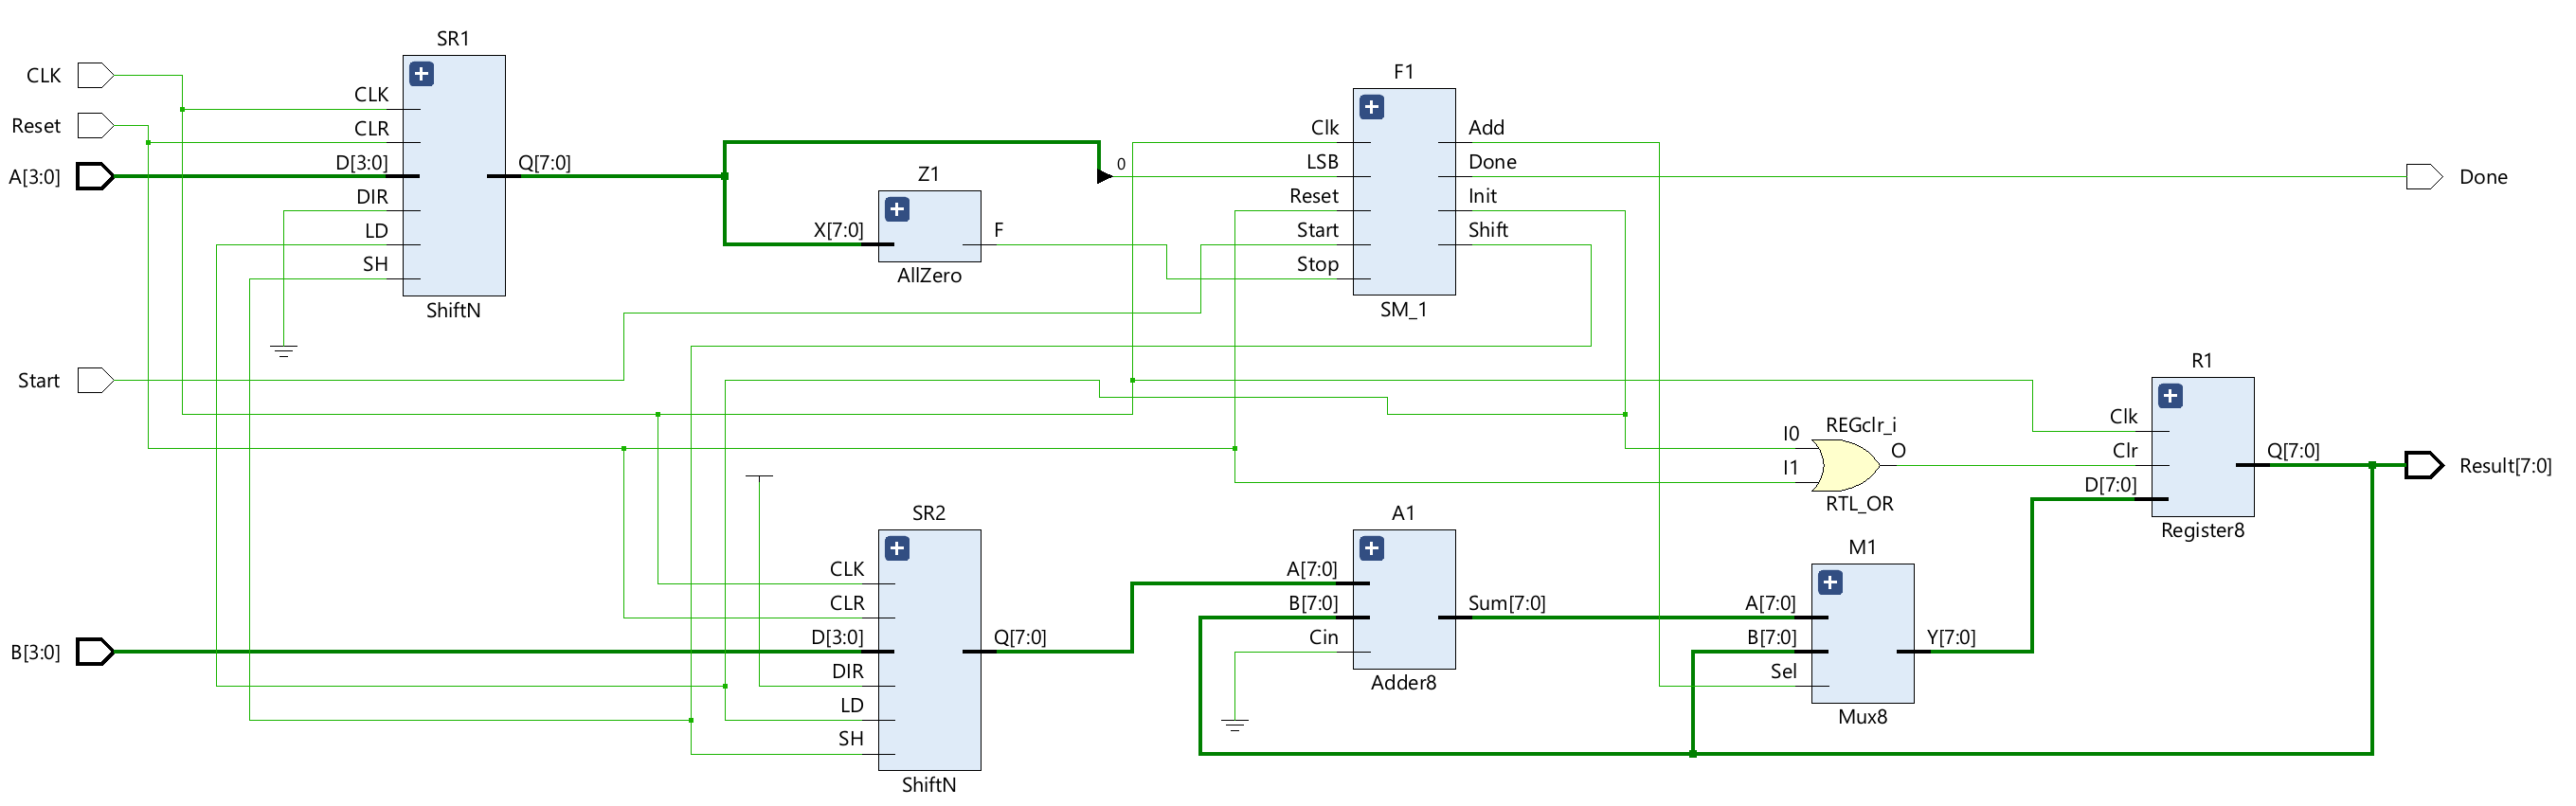 SR1
CLK
Reset
A[3:0]
CLK
CLR
D[3:0]
DIR
LD
SH
Q[7:0]
ShiftN
Z1
X[7:0]
F
AllZero
0
F1
Clk
LSB
Reset
Start
Stop
Add
Done
Init
Shift
SM_1
Done
Start
R1
Clk
Clr
D[7:0]
Q[7:0]
Register8
Result[7:0]
REGclr_i
I0
I1
O
RTL_OR
SR2
CLK
CLR
D[3:0]
DIR
LD
SH
Q[7:0]
ShiftN
B[3:0]
A1
A[7:0]
B[7:0]
Cin
Sum[7:0]
Adder8
M1
A[7:0]
B[7:0]
Sel
Y[7:0]
Mux8